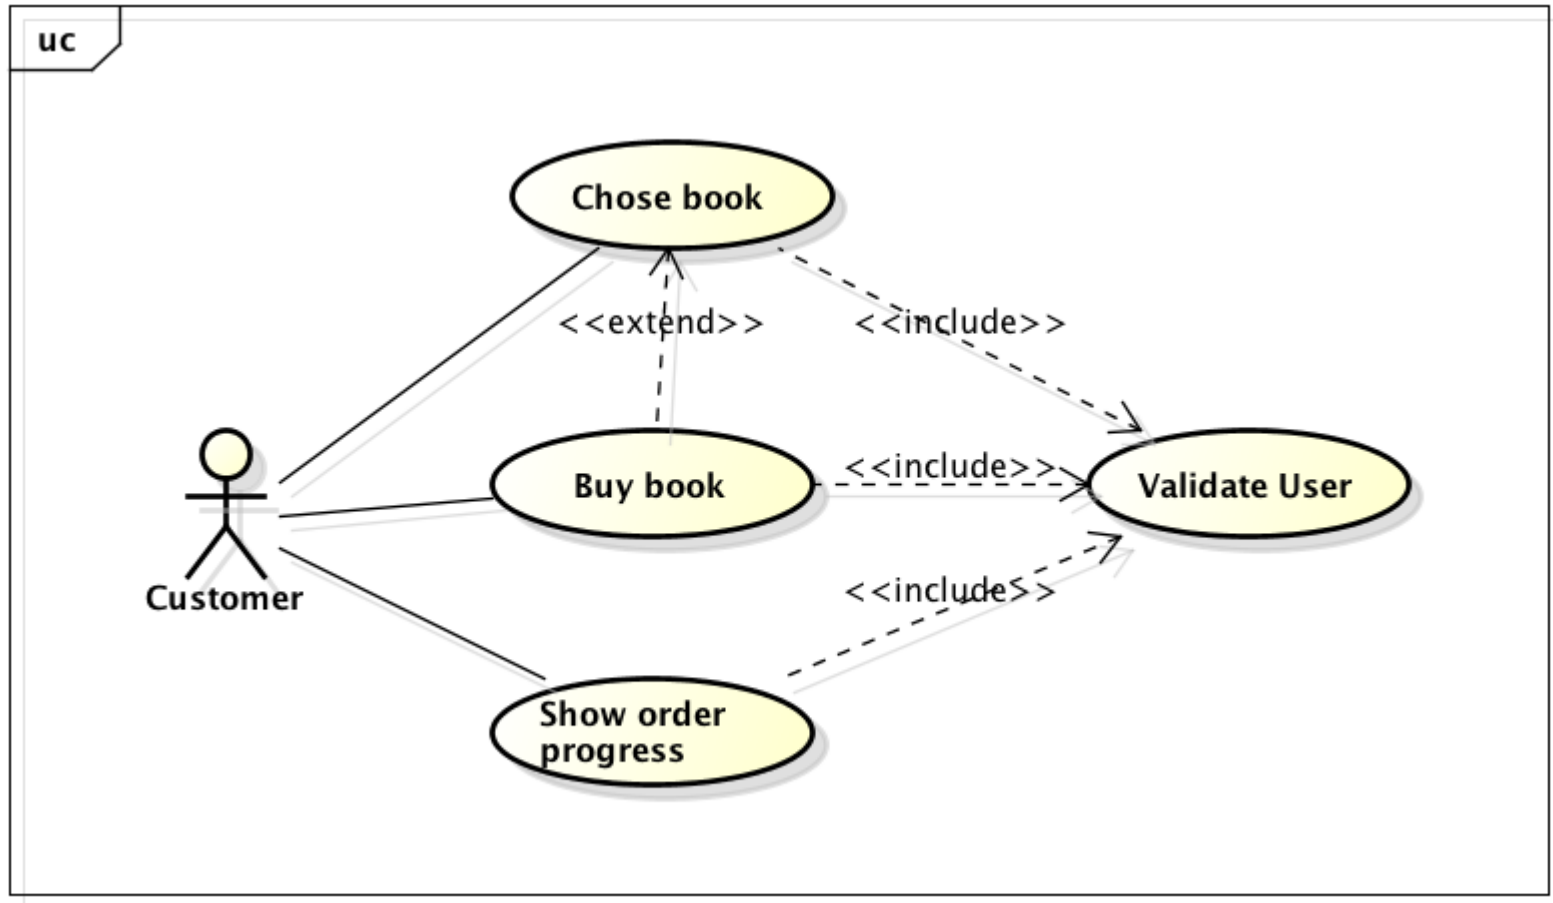 uc
Chose book
<<extend>>
<<include>>
Buy book
<<include>>
Validate User
<<include>>
Customer
Show order
progress